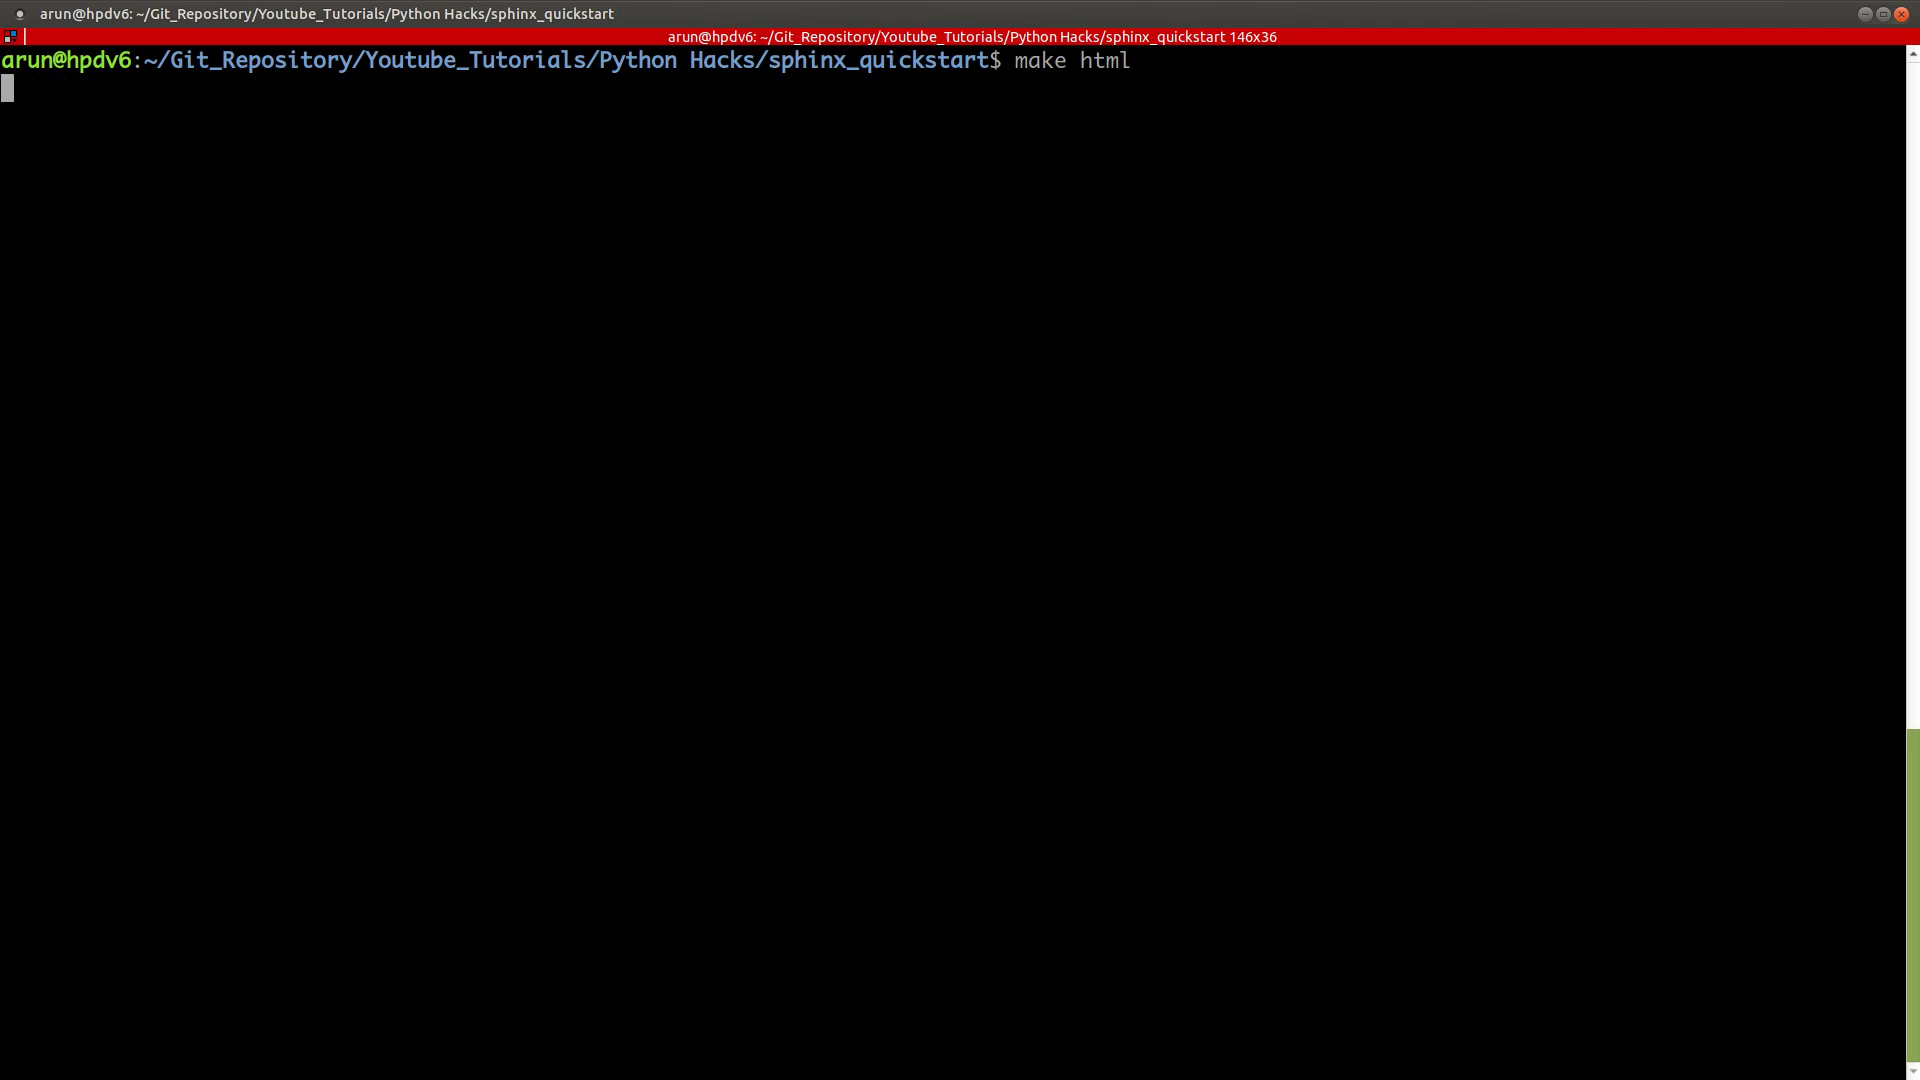 arun@hpdv6: ~/Git_Repository/Youtube_Tutorials/Python Hacks/sphinx_quickstart
arun@hpdv6: ~/Git_Repository/Youtube_Tutorials/Python Hacks/sphinx_quickstart 146x36
arun@hpdv6:~/Git_Repository/Youtube_Tutorials/Python Hacks/sphinx_quickstart$ make html